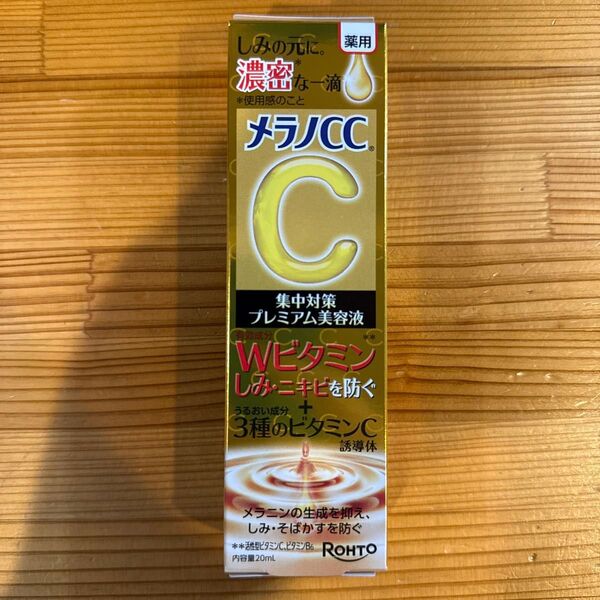 しみの元に。
薬用
濃密*な一滴
*使用感のこと
メラノCC®
C
集中対策
プレミアム美容液
有効成分
Wビタミン**
しみ・ニキビを防ぐ
+
うるおい成分
3種のビタミンC
誘導体
メラニンの生成を抑え、
しみ・そばかすを防ぐ
**活性型ビタミンC、ビタミンB6
内容量20mL
ROHTO